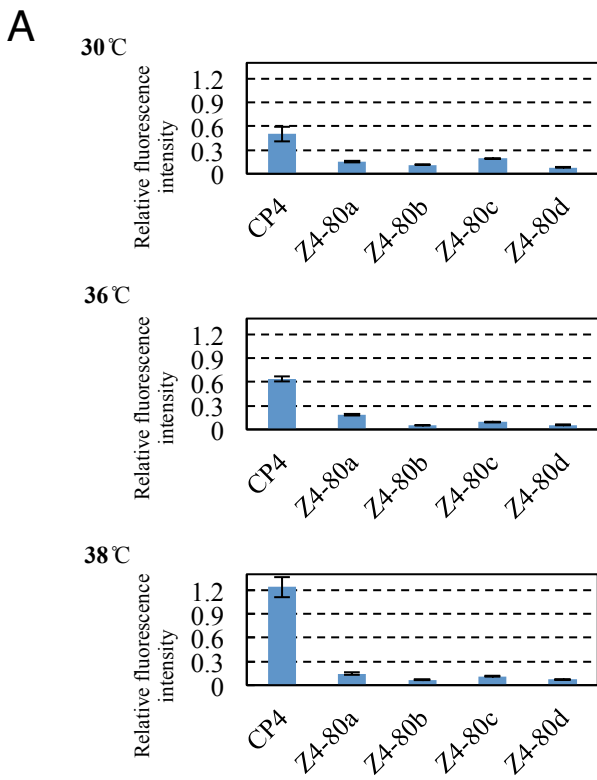 A
30℃
Relative fluorescence
intensity
1.2
0.9
0.6
0.3
0
CP4
Z4-80a
Z4-80b
Z4-80c
Z4-80d
36℃
Relative fluorescence
intensity
1.2
0.9
0.6
0.3
0
CP4
Z4-80a
Z4-80b
Z4-80c
Z4-80d
38℃
Relative fluorescence
intensity
1.2
0.9
0.6
0.3
0
CP4
Z4-80a
Z4-80b
Z4-80c
Z4-80d